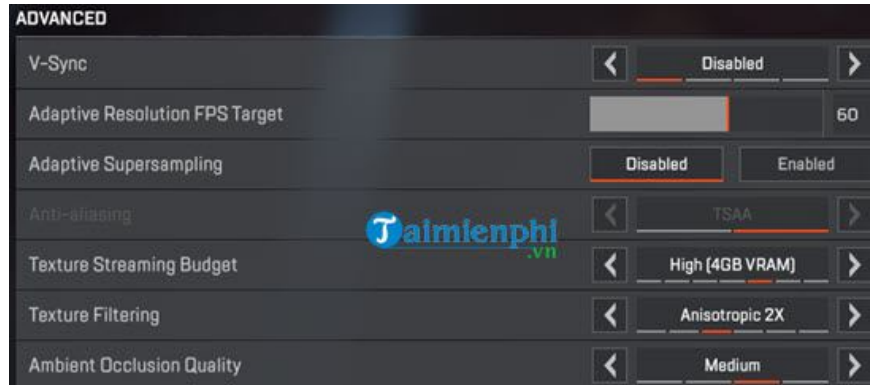 ADVANCED
V-Sync Disabled
Adaptive Resolution FPS Target 60
Adaptive Supersampling Disabled Enabled
Anti-aliasing TSAA
Taimienphi
.vn
Texture Streaming Budget High (4GB VRAM)
Texture Filtering Anisotropic 2X
Ambient Occlusion Quality Medium